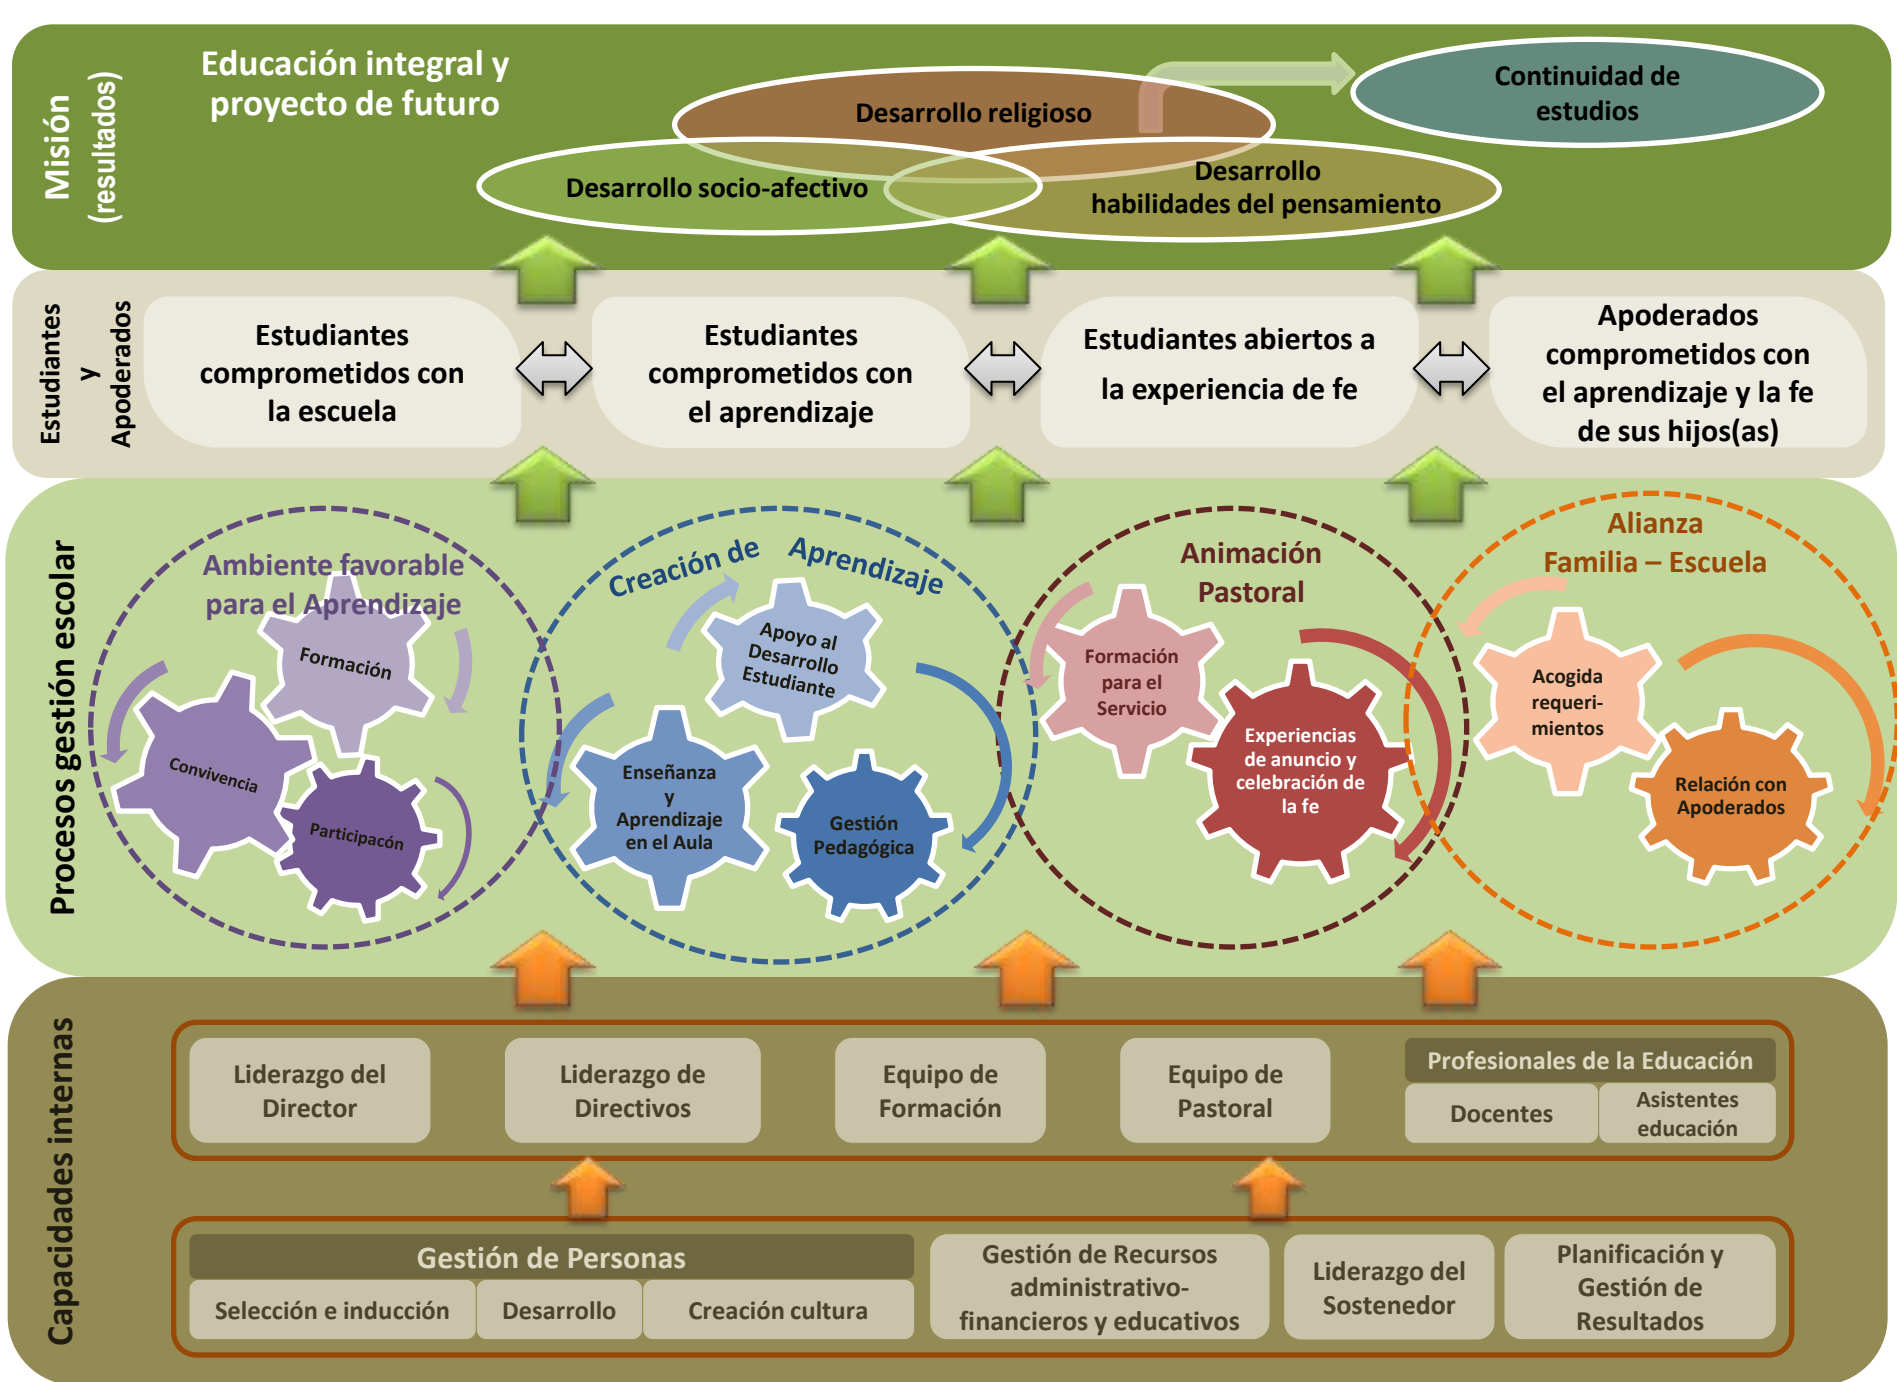 Misión
(resultados)
Educación integral y
proyecto de futuro
Desarrollo religioso
Continuidad de
estudios
Desarrollo socio-afectivo
Desarrollo
habilidades del pensamiento
Estudiantes
y
Apoderados
Estudiantes
comprometidos con
la escuela
Estudiantes
comprometidos con
el aprendizaje
Estudiantes abiertos a
la experiencia de fe
Apoderados
comprometidos con
el aprendizaje y la fe
de sus hijos(as)
Procesos gestión escolar
Ambiente favorable
para el Aprendizaje
Formación
Convivencia
Participacón
Creación de Aprendizaje
Apoyo al
Desarrollo
Estudiante
Enseñanza
y
Aprendizaje
en el Aula
Gestión
Pedagógica
Animación
Pastoral
Formación
para el
Servicio
Experiencias
de anuncio y
celebración de
la fe
Alianza
Familia – Escuela
Acogida
requeri-
mientos
Relación con
Apoderados
Capacidades internas
Liderazgo del
Director
Liderazgo de
Directivos
Equipo de
Formación
Equipo de
Pastoral
Profesionales de la Educación
Docentes
Asistentes
educación
Gestión de Personas
Selección e inducción
Desarrollo
Creación cultura
Gestión de Recursos
administrativo-
financieros y educativos
Liderazgo del
Sostenedor
Planificación y
Gestión de
Resultados